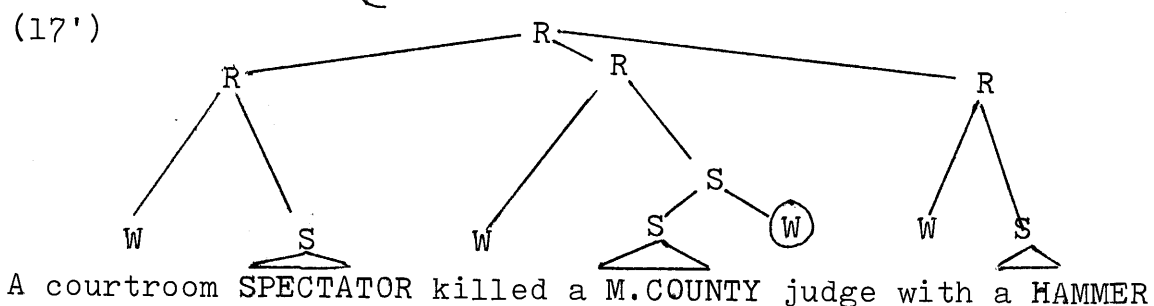 (17')
R
R R R
S
W S W S W W S
A courtroom SPECTATOR killed a M.COUNTY judge with a HAMMER